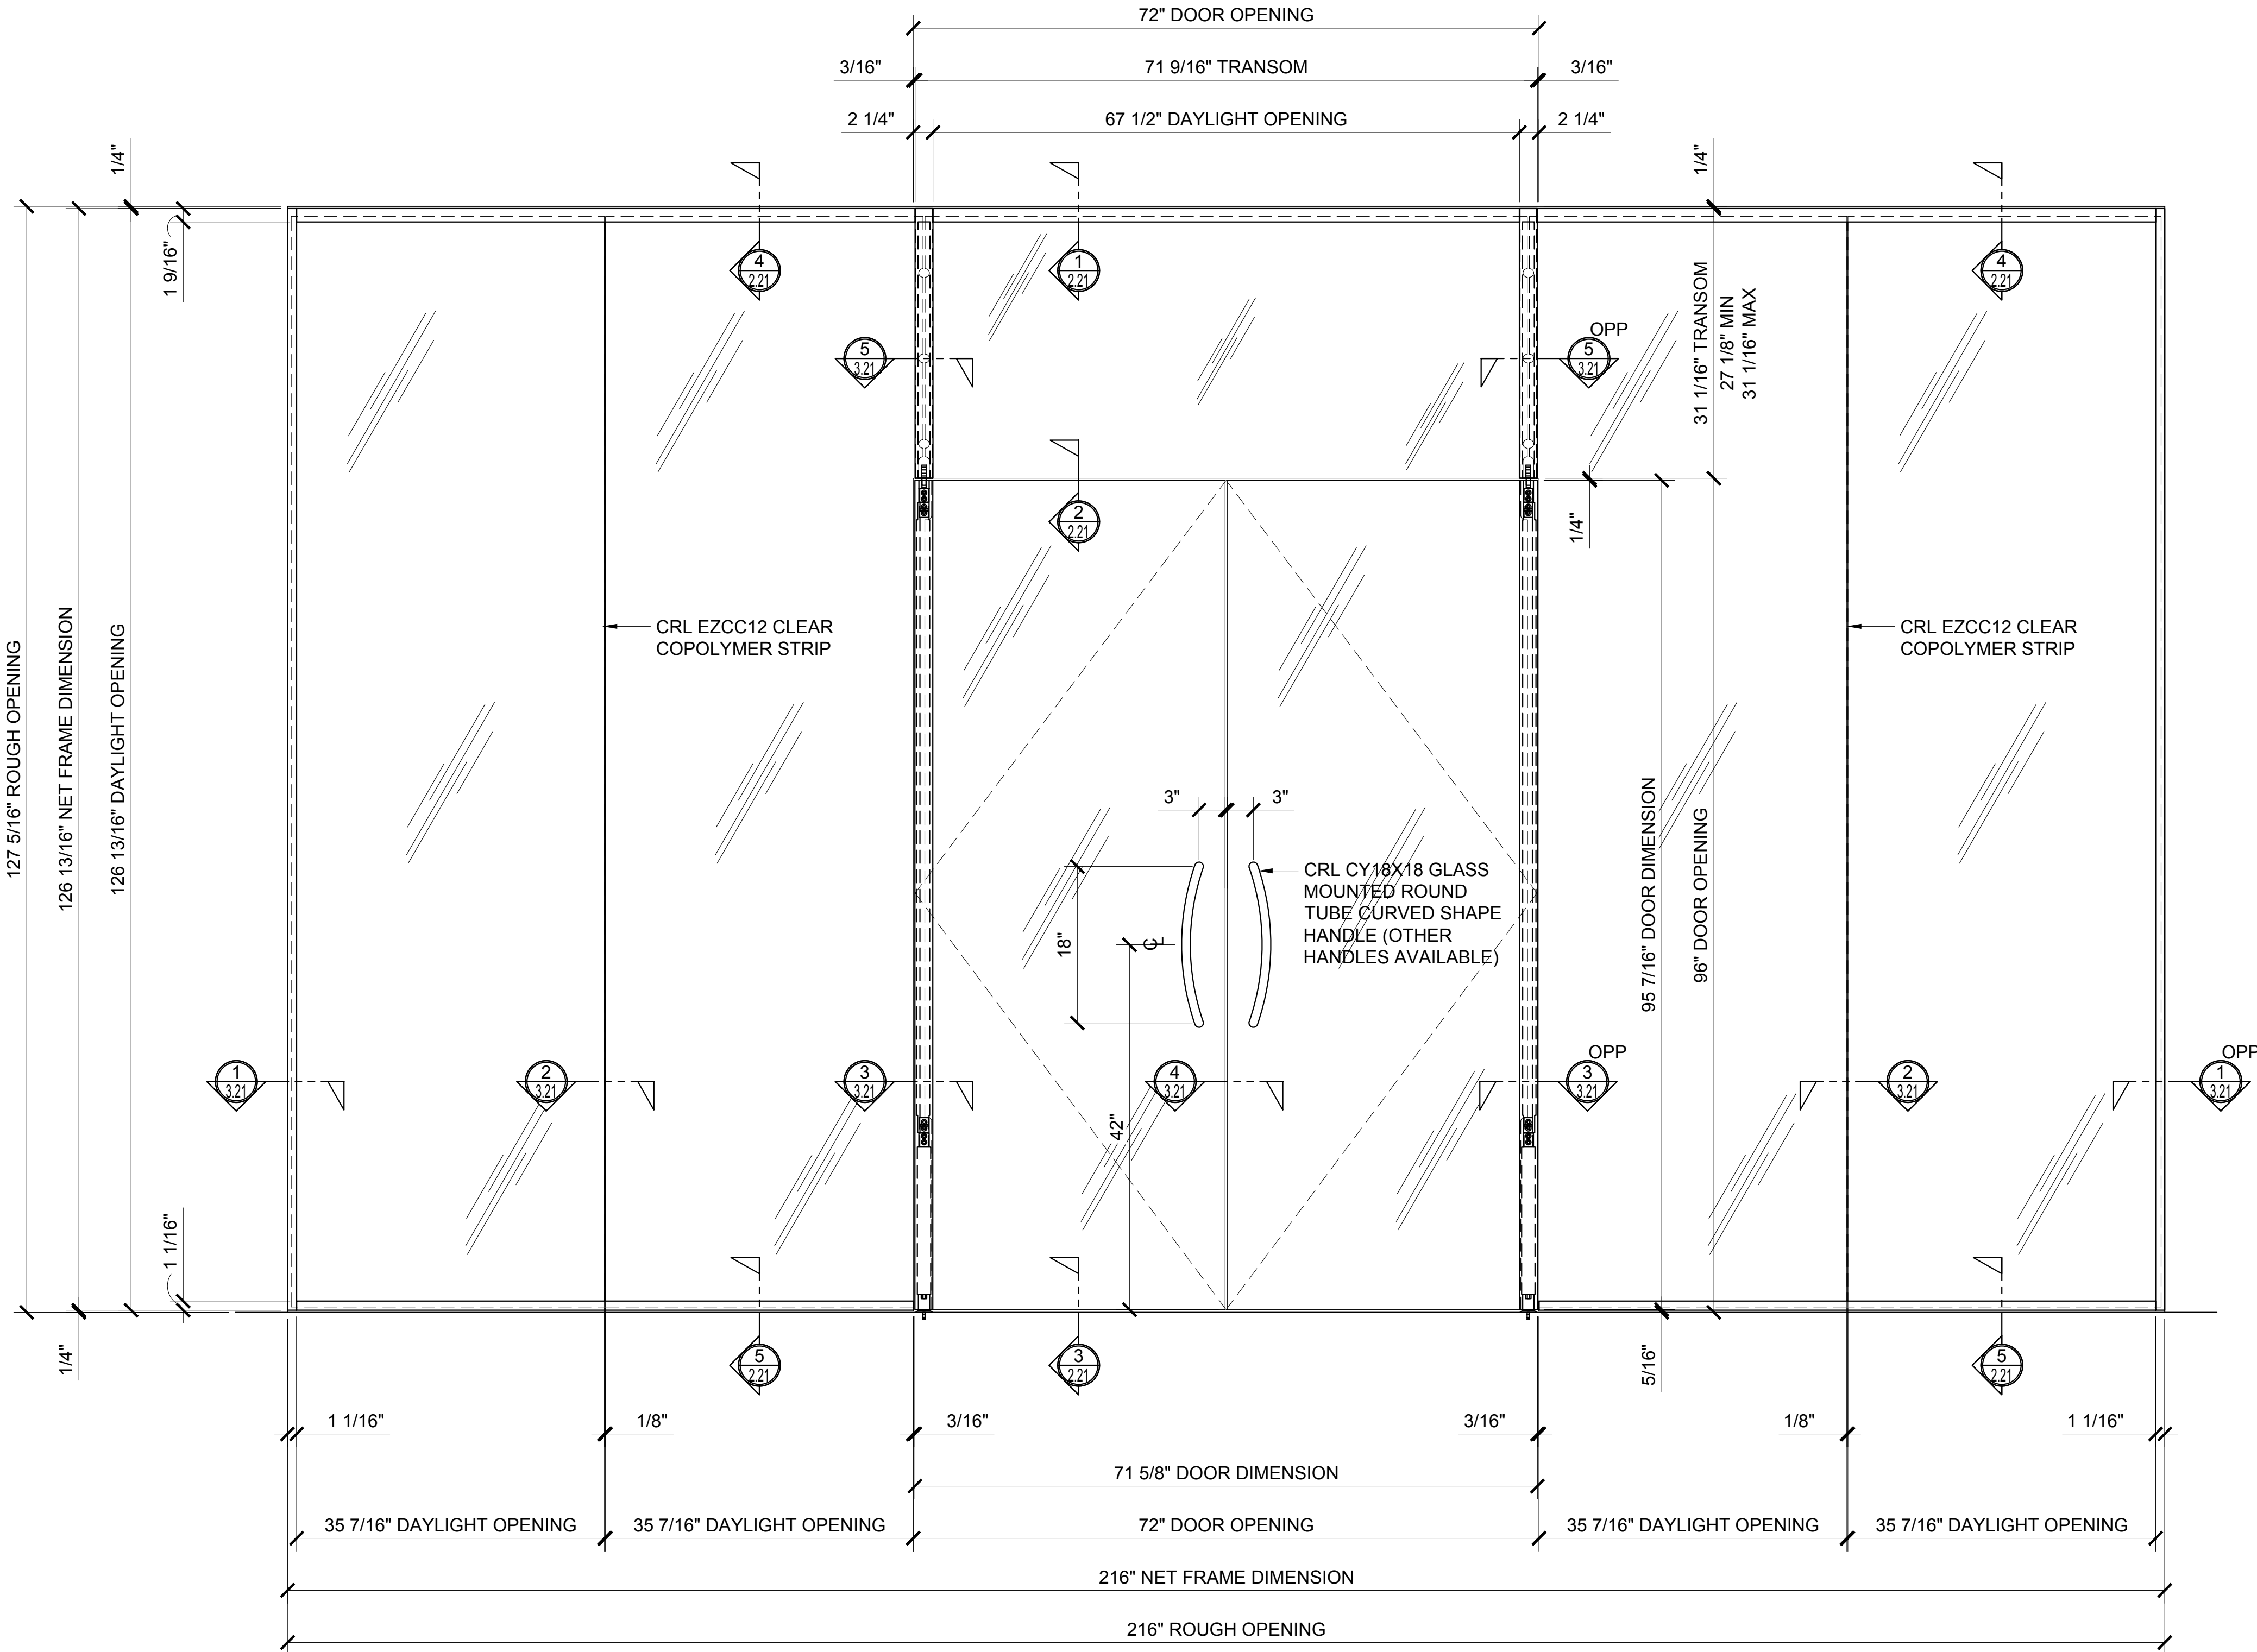 72" DOOR OPENING
3/16"
71 9/16" TRANSOM
3/16"
2 1/4"
67 1/2" DAYLIGHT OPENING
2 1/4"
1/4"
1/4"
1 9/16"
4
2.21
1
2.21
4
2.21
5
3.21
OPP
5
3.21
31 1/16" TRANSOM
27 1/8" MIN
31 1/16" MAX
2
2.21
1/4"
127 5/16" ROUGH OPENING
126 13/16" NET FRAME DIMENSION
126 13/16" DAYLIGHT OPENING
CRL EZCC12 CLEAR
COPOLYMER STRIP
CRL EZCC12 CLEAR
COPOLYMER STRIP
3"
3"
CRL CY18X18 GLASS
MOUNTED ROUND
TUBE CURVED SHAPE
HANDLE (OTHER
HANDLES AVAILABLE)
18"
CL
95 7/16" DOOR DIMENSION
96" DOOR OPENING
1
3.21
2
3.21
3
3.21
4
3.21
OPP
3
3.21
2
3.21
OPP
1
3.21
42"
1 1/16"
1/4"
5
2.21
3
2.21
5/16"
5
2.21
1 1/16"
1/8"
3/16"
3/16"
1/8"
1 1/16"
71 5/8" DOOR DIMENSION
35 7/16" DAYLIGHT OPENING
35 7/16" DAYLIGHT OPENING
72" DOOR OPENING
35 7/16" DAYLIGHT OPENING
35 7/16" DAYLIGHT OPENING
216" NET FRAME DIMENSION
216" ROUGH OPENING